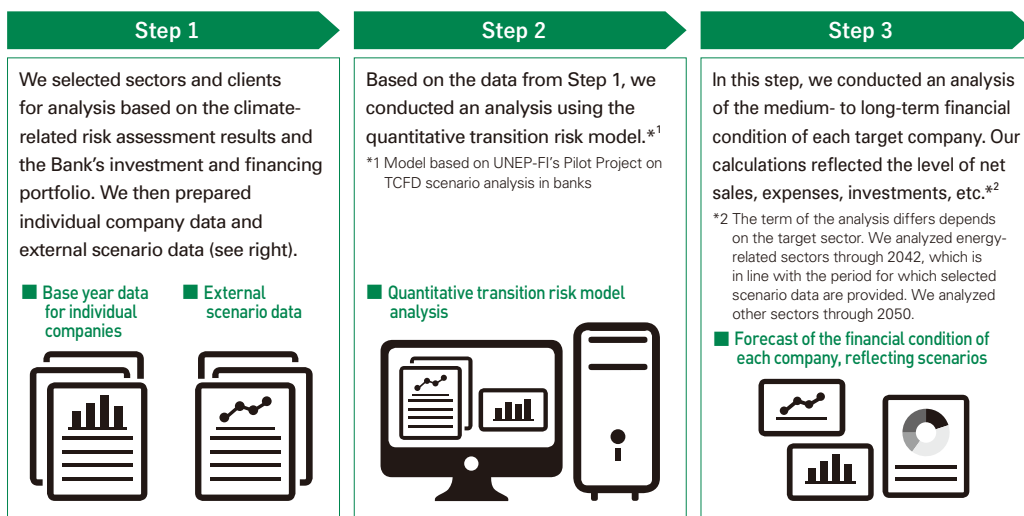 Step 1
We selected sectors and clients
for analysis based on the climate-
related risk assessment results and
the Bank's investment and financing
portfolio. We then prepared
individual company data and
external scenario data (see right).
■ Base year data
for individual
companies
■ External
scenario data
Step 2
Based on the data from Step 1, we
conducted an analysis using the
quantitative transition risk model.*1
*1 Model based on UNEP-FI's Pilot Project on
TCFD scenario analysis in banks
■ Quantitative transition risk model
analysis
Step 3
In this step, we conducted an analysis
of the medium- to long-term financial
condition of each target company. Our
calculations reflected the level of net
sales, expenses, investments, etc.*2
*2 The term of the analysis differs depends
on the target sector. We analyzed energy-
related sectors through 2042, which is
in line with the period for which selected
scenario data are provided. We analyzed
other sectors through 2050.
■ Forecast of the financial condition of
each company, reflecting scenarios